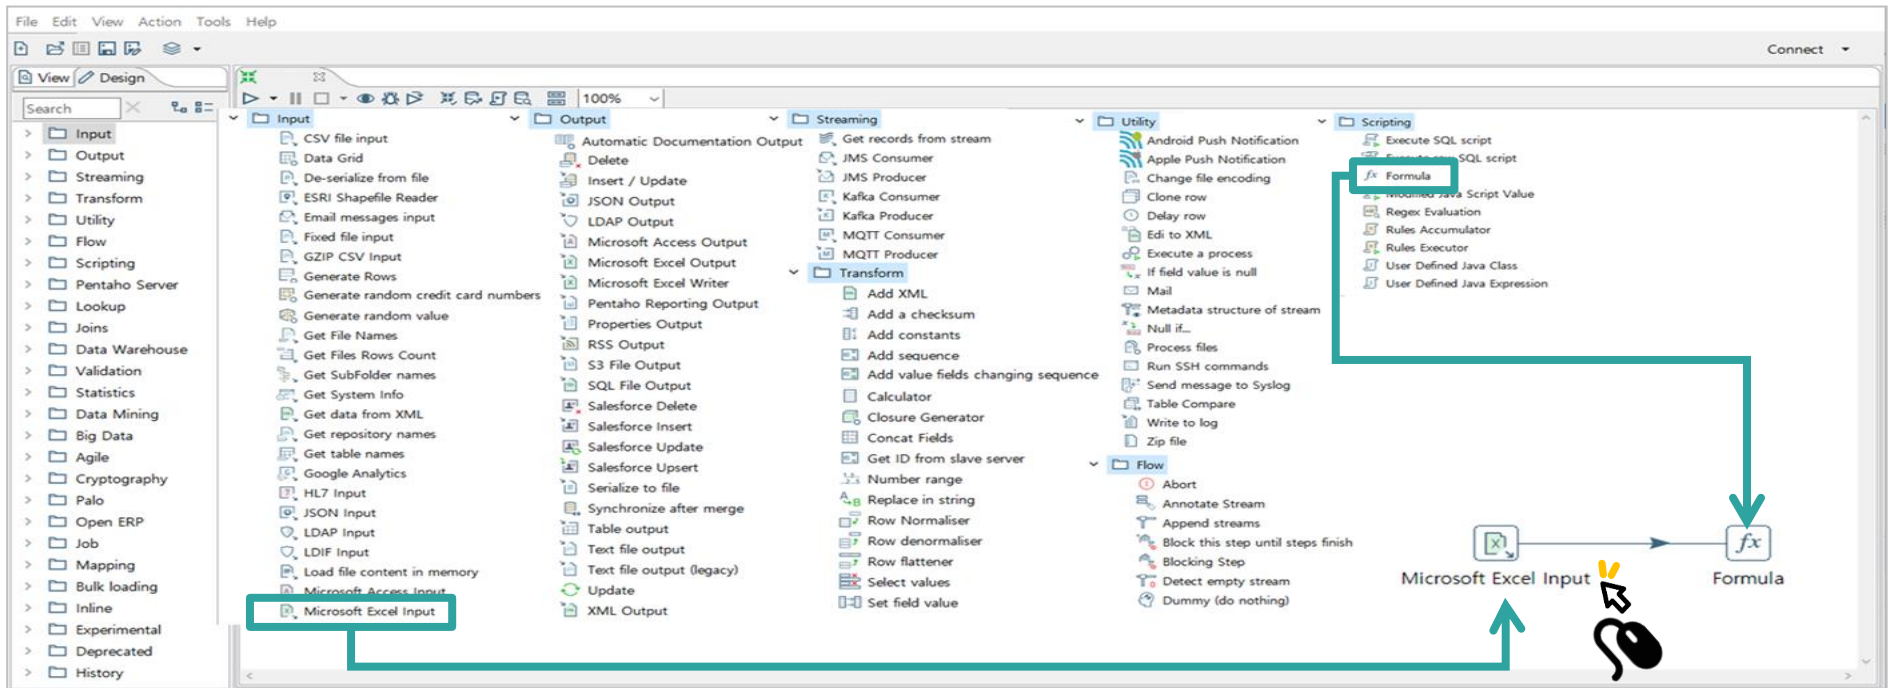 File Edit View Action Tools Help
Connect
View Design
100%
Search
Input
Output
Streaming
Transform
Utility
Flow
Scripting
Pentaho Server
Lookup
Joins
Data Warehouse
Validation
Statistics
Data Mining
Big Data
Agile
Cryptography
Palo
Open ERP
Job
Mapping
Bulk loading
Inline
Experimental
Deprecated
History
Input
CSV file input
Data Grid
De-serialize from file
ESRI Shapefile Reader
Email messages input
Fixed file input
GZIP CSV Input
Generate Rows
Generate random credit card numbers
Generate random value
Get File Names
Get Files Rows Count
Get SubFolder names
Get System Info
Get data from XML
Get repository names
Get table names
Google Analytics
HL7 Input
JSON Input
LDAP Input
LDIF Input
Load file content in memory
Microsoft Access Input
Microsoft Excel Input
Output
Automatic Documentation Output
Delete
Insert / Update
JSON Output
LDAP Output
Microsoft Access Output
Microsoft Excel Output
Microsoft Excel Writer
Pentaho Reporting Output
Properties Output
RSS Output
S3 File Output
SQL File Output
Salesforce Delete
Salesforce Insert
Salesforce Update
Salesforce Upsert
Serialize to file
Synchronize after merge
Table output
Text file output
Text file output (legacy)
Update
XML Output
Streaming
Get records from stream
JMS Consumer
JMS Producer
Kafka Consumer
Kafka Producer
MQTT Consumer
MQTT Producer
Transform
Add XML
Add a checksum
Add constants
Add sequence
Add value fields changing sequence
Calculator
Closure Generator
Concat Fields
Get ID from slave server
Number range
Replace in string
Row Normaliser
Row denormaliser
Row flattener
Select values
Set field value
Utility
Android Push Notification
Apple Push Notification
Change file encoding
Clone row
Delay row
Edi to XML
Execute a process
If field value is null
Mail
Metadata structure of stream
Null if...
Process files
Run SSH commands
Send message to Syslog
Table Compare
Write to log
Zip file
Flow
Abort
Annotate Stream
Append streams
Block this step until steps finish
Blocking Step
Detect empty stream
Dummy (do nothing)
Scripting
Execute SQL script
Execute row SQL script
fx Formula
Modified Java Script Value
Regex Evaluation
Rules Accumulator
Rules Executor
User Defined Java Class
User Defined Java Expression
fx
Microsoft Excel Input
Formula